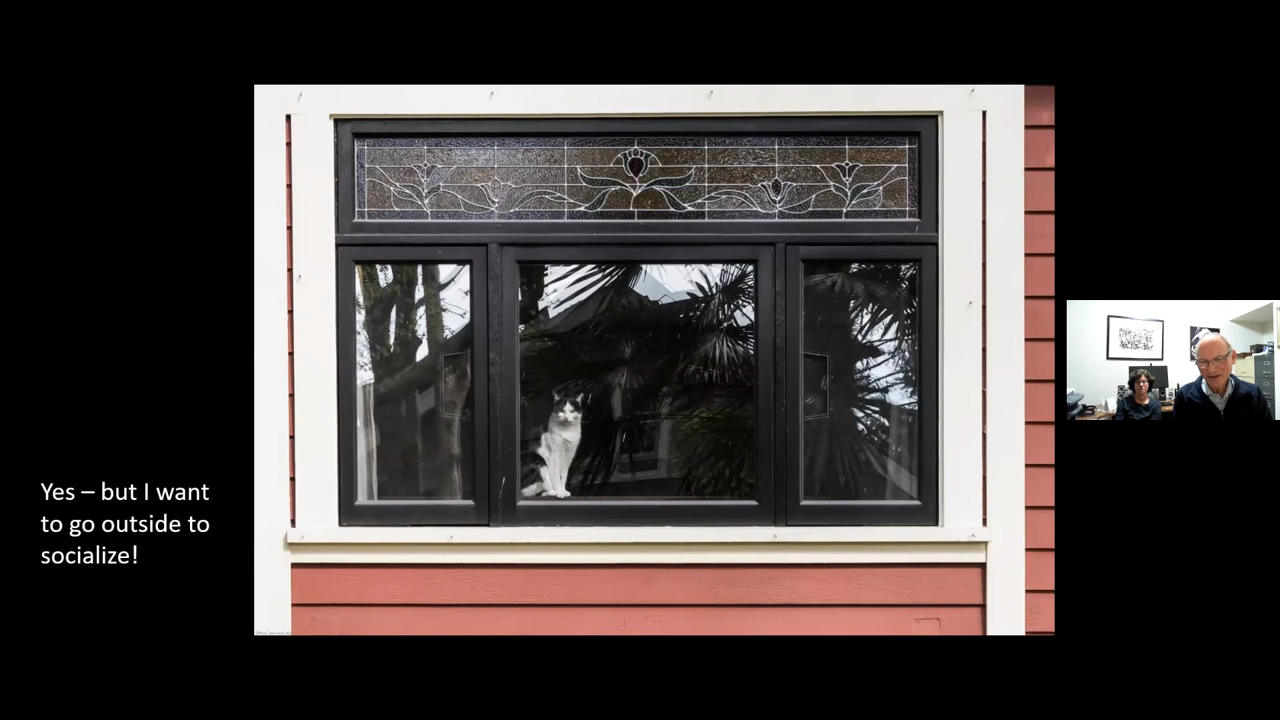 Yes – but I want
to go outside to
socialize!